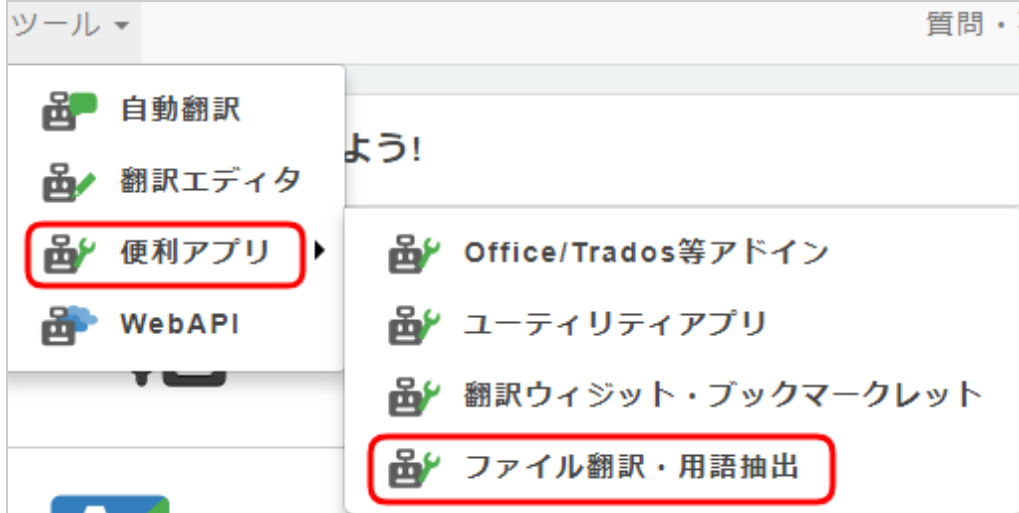 ツール
質問・
よう!
自動翻訳
翻訳エディタ
便利アプリ
WebAPI
Office/Trados等アドイン
ユーティリティアプリ
翻訳ウィジット・ブックマークレット
ファイル翻訳・用語抽出